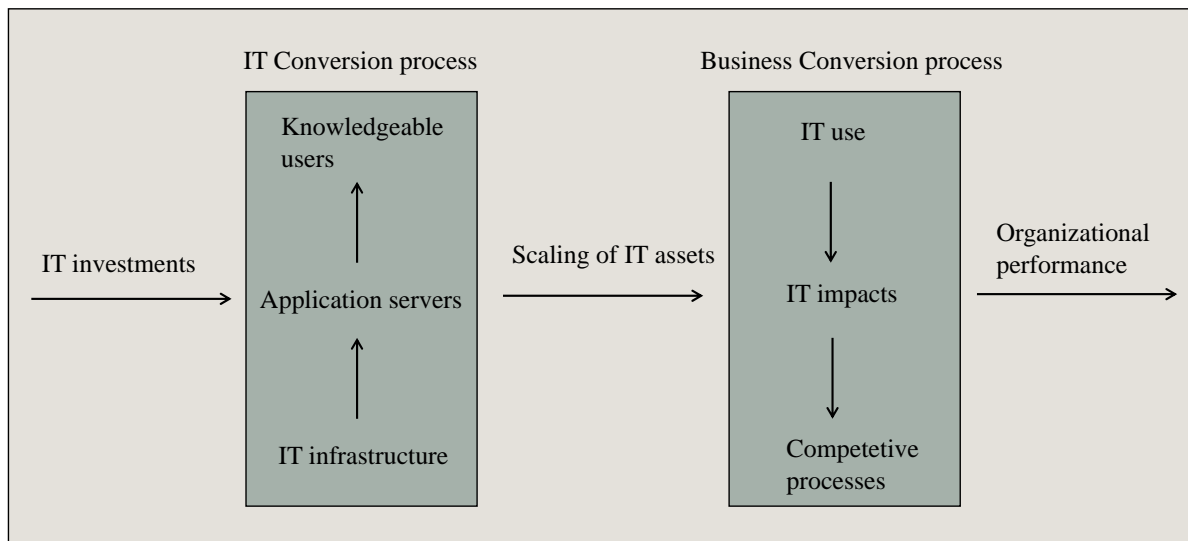 IT Conversion process
Business Conversion process
Knowledgeable
users
IT use
IT investments
Scaling of IT assets
Organizational
performance
Application servers
IT impacts
IT infrastructure
Competetive
processes